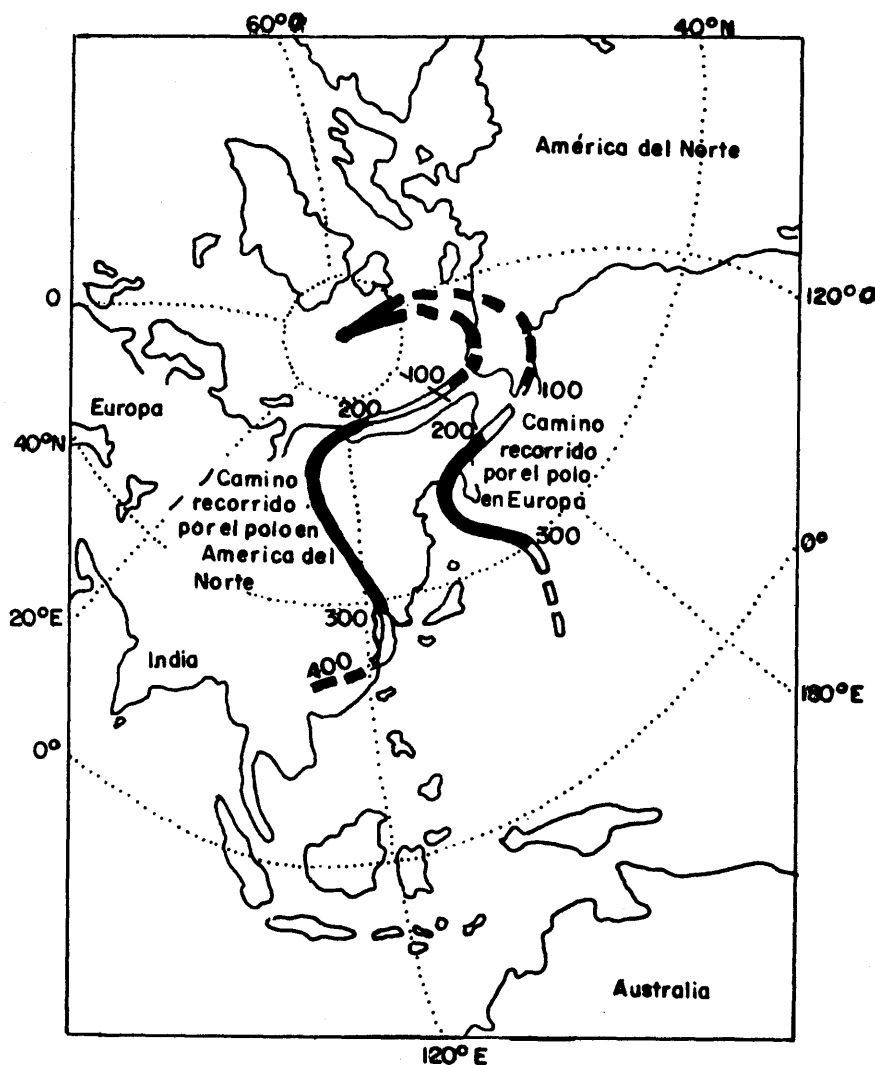 60°O
40°N
América del Norte
0
120°O
100
100
200
200
Camino
recorrido
por el polo
en Europa
Europa
40°N
Camino
recorrido
por el polo en
America del
Norte
300
0°
300
20°E
400
India
180°E
0°
Australia
120°E